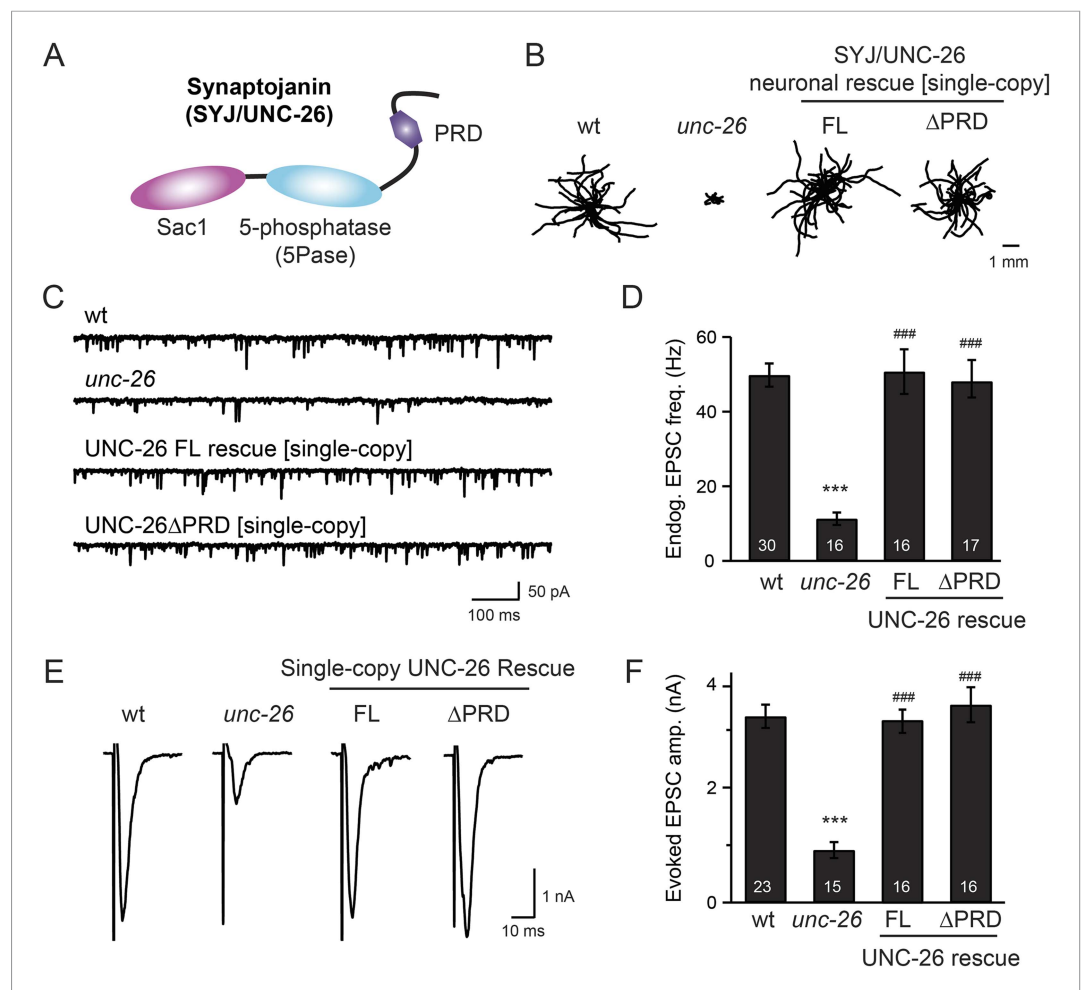 A
Synaptojanin
(SYJ/UNC-26)
PRD
Sac1
5-phosphatase
(5Pase)
B
SYJ/UNC-26
neuronal rescue [single-copy]
wt
unc-26
FL
ΔPRD
1 mm
C
wt
unc-26
UNC-26 FL rescue [single-copy]
UNC-26ΔPRD [single-copy]
50 pA
100 ms
D
Endog. EPSC freq. (Hz)
60
40
20
0
***
###
###
30
16
16
17
wt
unc-26
FL
ΔPRD
UNC-26 rescue
E
Single-copy UNC-26 Rescue
wt
unc-26
FL
ΔPRD
1 nA
10 ms
F
Evoked EPSC amp. (nA)
4
2
0
***
###
###
23
15
16
16
wt
unc-26
FL
ΔPRD
UNC-26 rescue